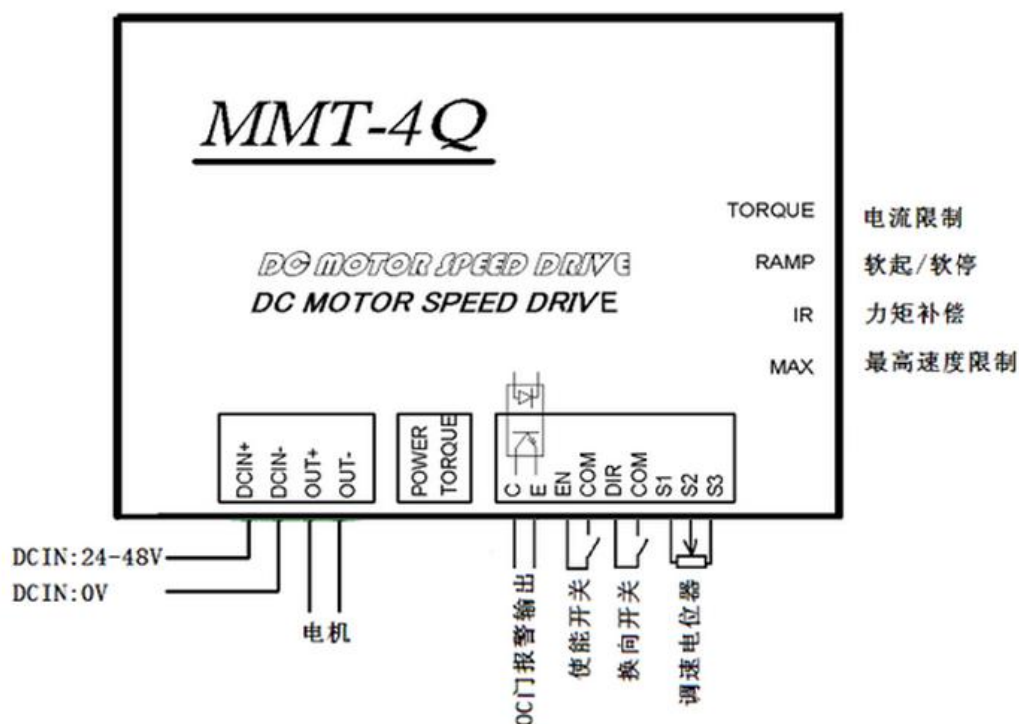 MMT-4Q
DC MOTOR SPEED DRIVE
DC MOTOR SPEED DRIVE
TORQUE 电流限制
RAMP 软起/软停
IR 力矩补偿
MAX 最高速度限制
DCIN+
DCIN-
OUT+
OUT-
POWER
TORQUE
C
E
EN
COM
DIR
COM
S1
S2
S3
DCIN:24-48V
DCIN:0V
电机
OC门报警输出
使能开关
换向开关
调速电位器